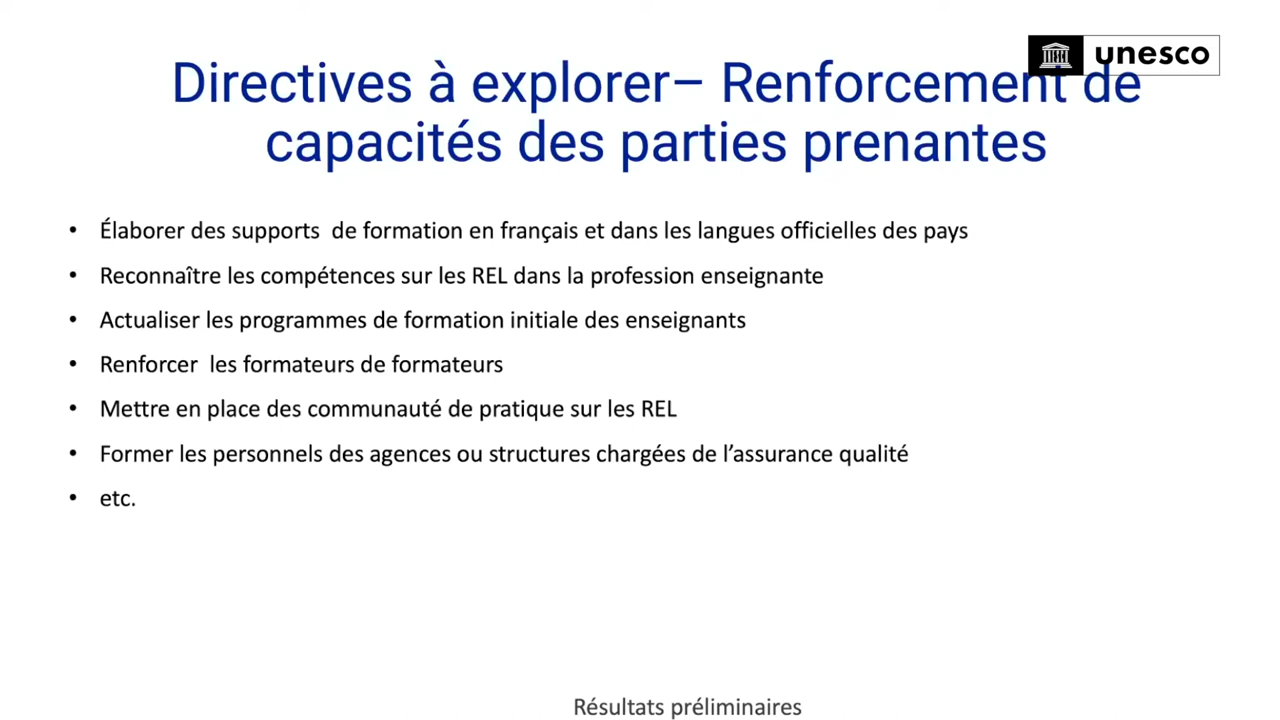 unesco
Directives à explorer– Renforcement de
capacités des parties prenantes
• Élaborer des supports  de formation en français et dans les langues officielles des pays
• Reconnaître les compétences sur les REL dans la profession enseignante
• Actualiser les programmes de formation initiale des enseignants
• Renforcer  les formateurs de formateurs
• Mettre en place des communauté de pratique sur les REL
• Former les personnels des agences ou structures chargées de l’assurance qualité
• etc.
Résultats préliminaires